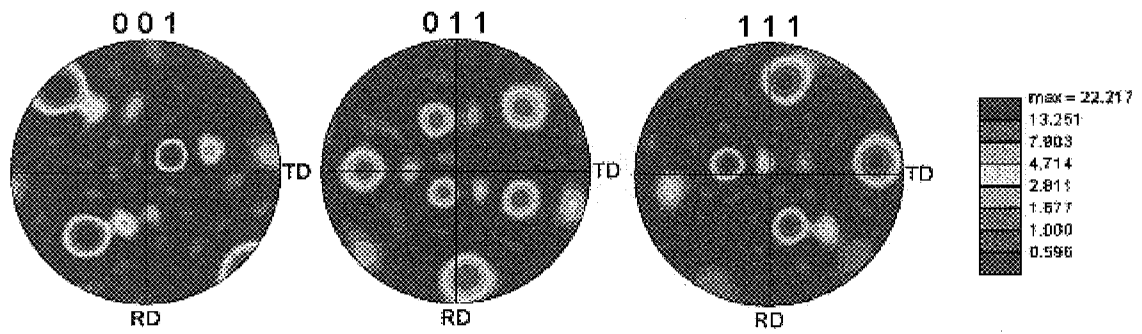 0 0 1
0 1 1
1 1 1
TD
TD
TD
RD
RD
RD
max = 22.217
13.251
7.903
4.714
2.811
1.677
1.000
0.596